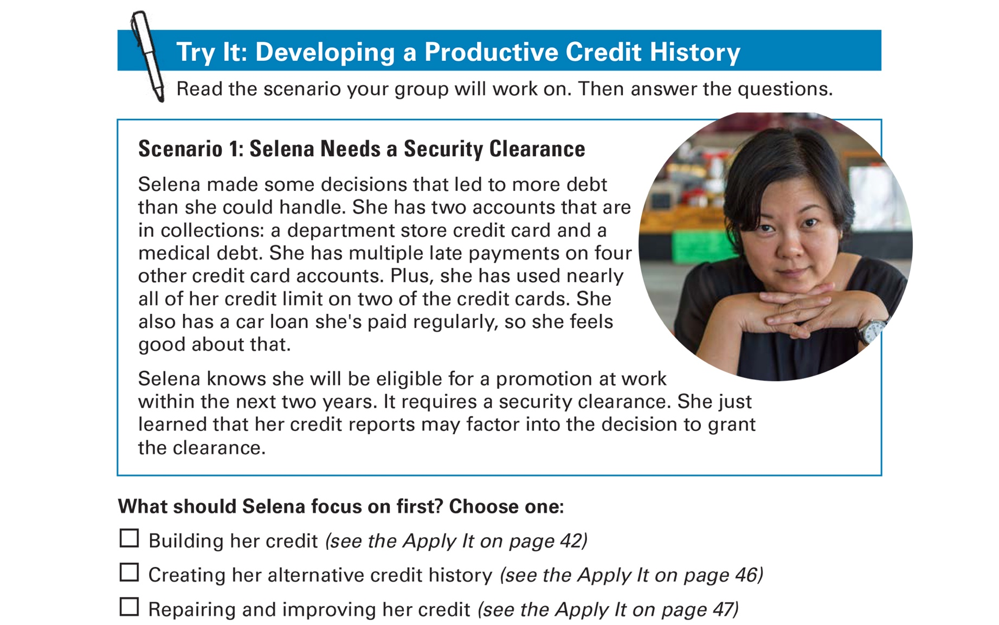 Try It: Developing a Productive Credit History
Read the scenario your group will work on. Then answer the questions.
Scenario 1: Selena Needs a Security Clearance
Selena made some decisions that led to more debt
than she could handle. She has two accounts that are
in collections: a department store credit card and a
medical debt. She has multiple late payments on four
other credit card accounts. Plus, she has used nearly
all of her credit limit on two of the credit cards. She
also has a car loan she's paid regularly, so she feels
good about that.
Selena knows she will be eligible for a promotion at work
within the next two years. It requires a security clearance. She just
learned that her credit reports may factor into the decision to grant
the clearance.
What should Selena focus on first? Choose one:
Building her credit (see the Apply It on page 42)
Creating her alternative credit history (see the Apply It on page 46)
Repairing and improving her credit (see the Apply It on page 47)